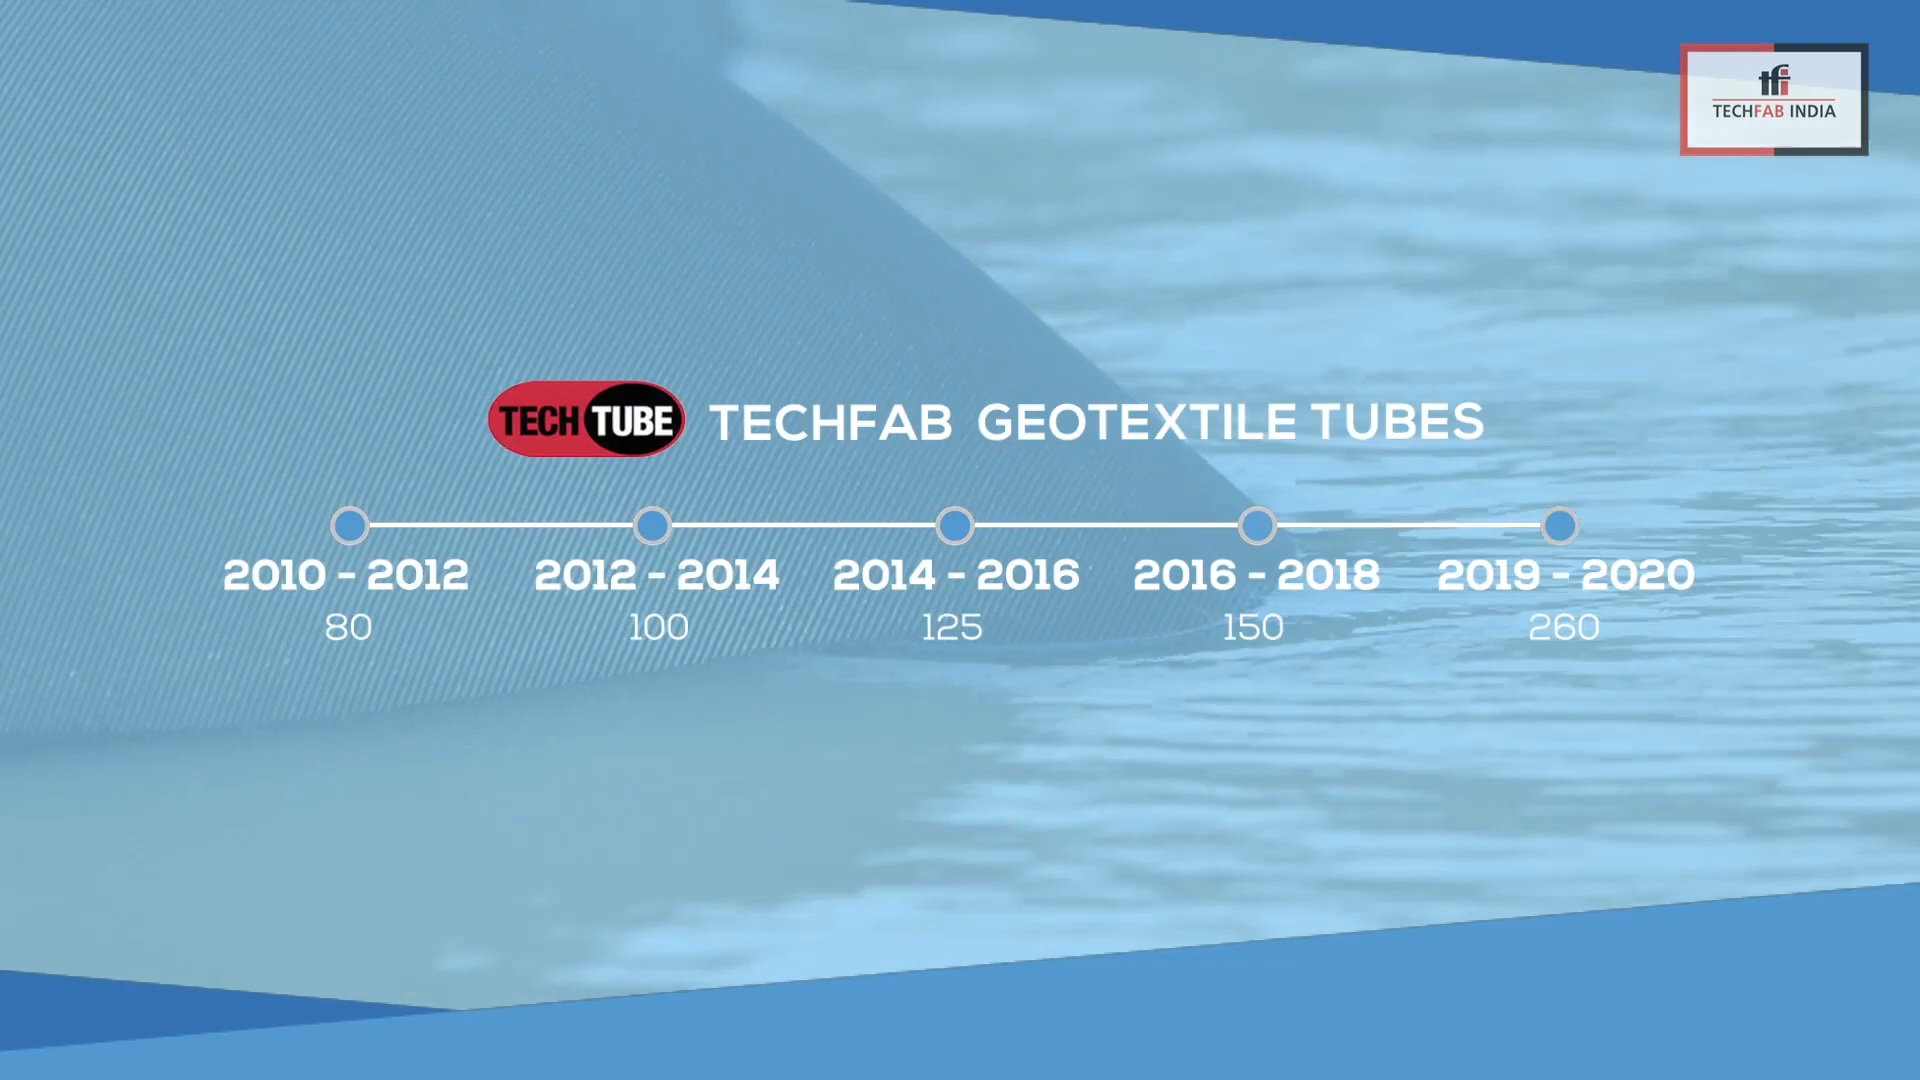 tfi
TECHFAB INDIA
TECH TUBE TECHFAB GEOTEXTILE TUBES
2010 - 2012 2012 - 2014 2014 - 2016 2016 - 2018 2019 - 2020
80 100 125 150 260